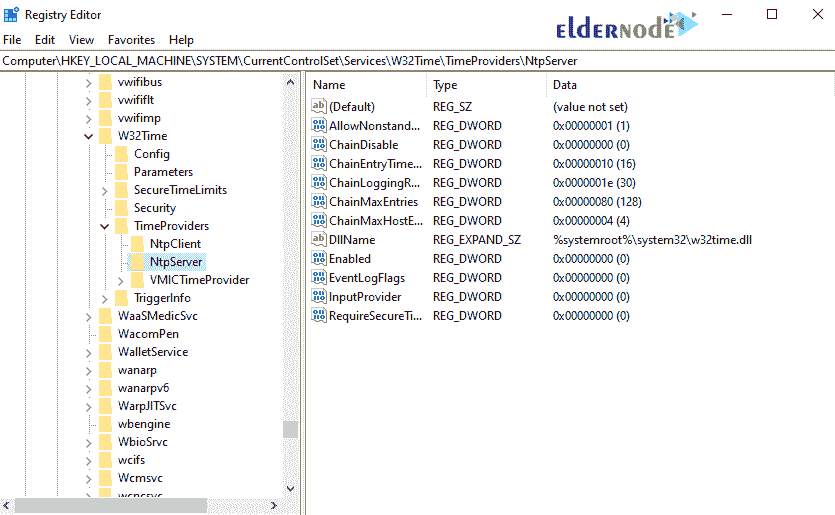 Registry Editor
ELDERNODE
File Edit View Favorites Help
Computer\HKEY_LOCAL_MACHINE\SYSTEM\CurrentControlSet\Services\W32Time\TimeProviders\NtpServer
vwifibus
vwififlt
vwifimp
W32Time
Config
Parameters
SecureTimeLimits
Security
TimeProviders
NtpClient
NtpServer
VMICTimeProvider
TriggerInfo
WaaSMedicSvc
WacomPen
WalletService
wanarp
wanarpv6
WarpJITSvc
wbengine
WbioSrvc
wcifs
Wcmsvc
wcncsvc
Name Type Data
(Default) REG_SZ (value not set)
AllowNonstand... REG_DWORD 0x00000001 (1)
ChainDisable REG_DWORD 0x00000000 (0)
ChainEntryTime... REG_DWORD 0x00000010 (16)
ChainLoggingR... REG_DWORD 0x0000001e (30)
ChainMaxEntries REG_DWORD 0x00000080 (128)
ChainMaxHostE... REG_DWORD 0x00000004 (4)
DllName REG_EXPAND_SZ %systemroot%\system32\w32time.dll
Enabled REG_DWORD 0x00000000 (0)
EventLogFlags REG_DWORD 0x00000000 (0)
InputProvider REG_DWORD 0x00000000 (0)
RequireSecureTi... REG_DWORD 0x00000000 (0)